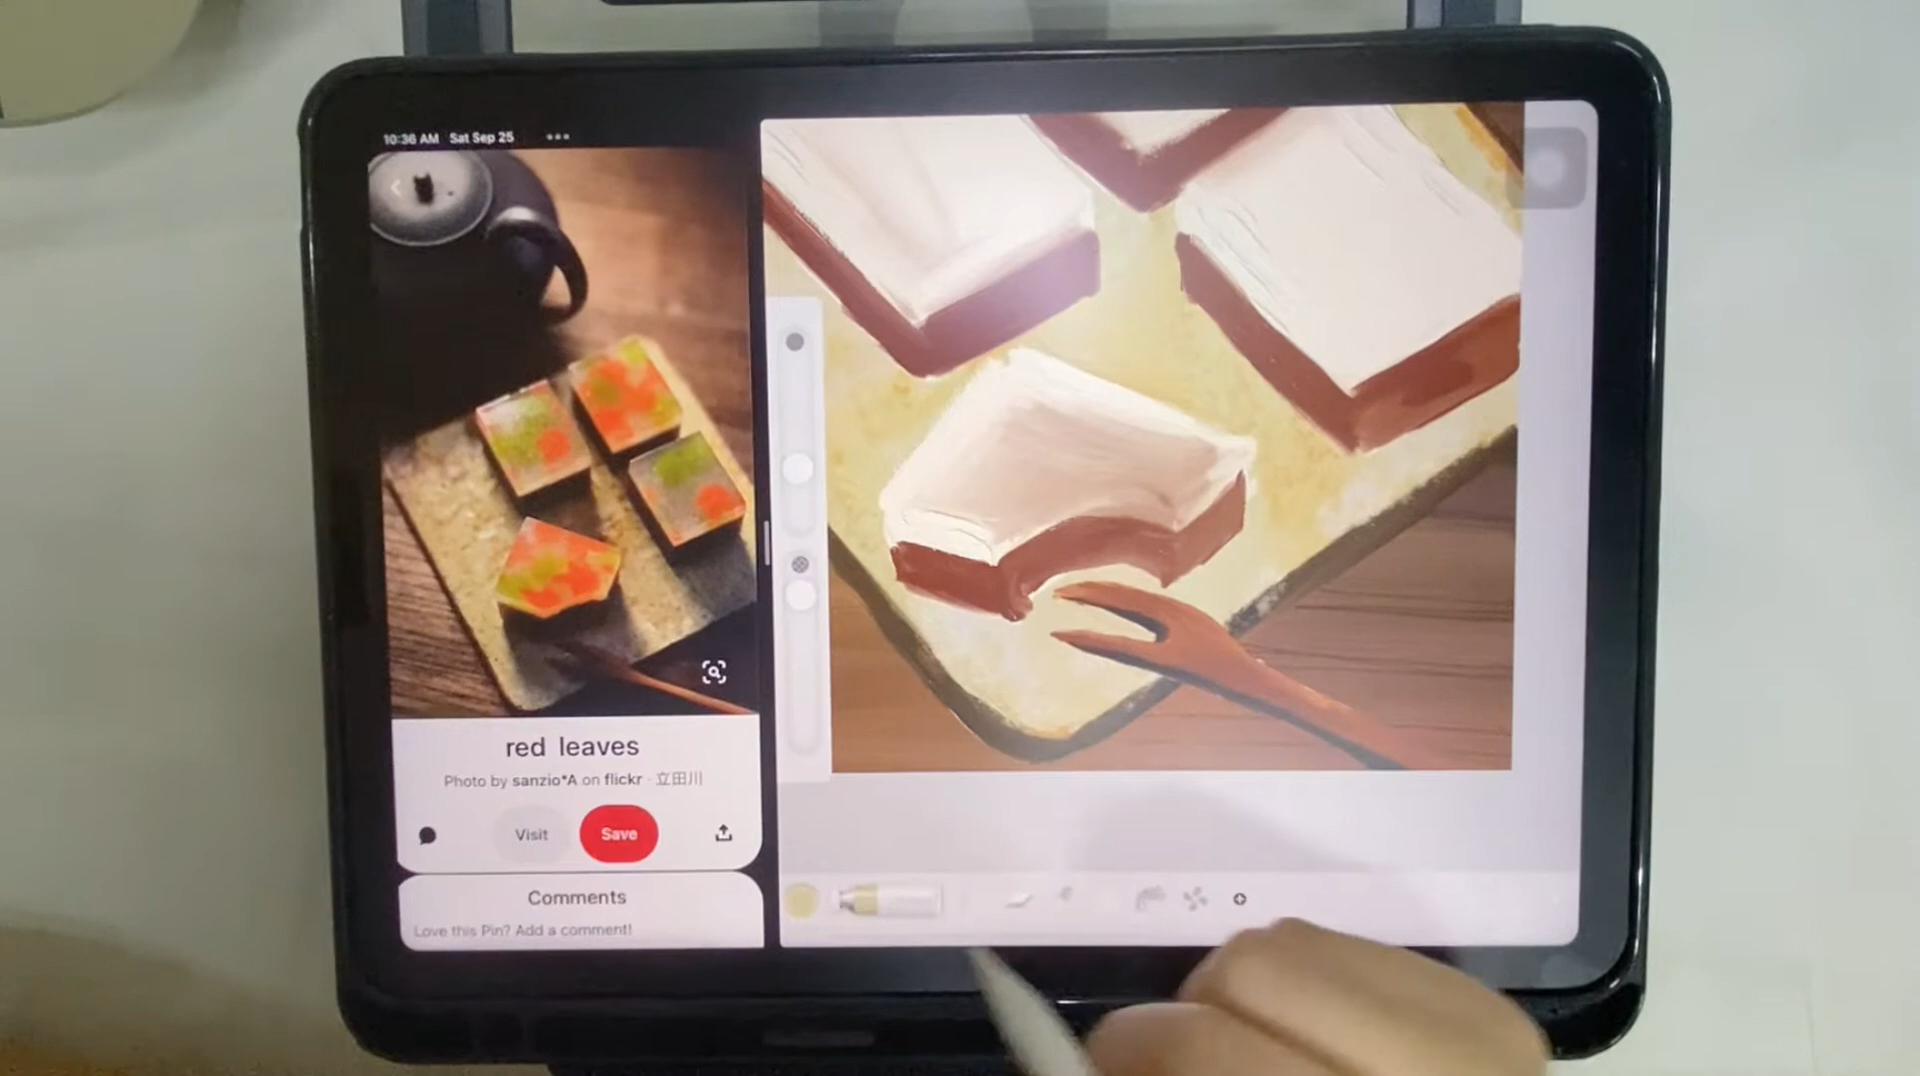 10:36 AM Sat Sep 25
red leaves
Photo by sanzio*A on flickr · 立田川
Visit
Save
Comments
Love this Pin? Add a comment!